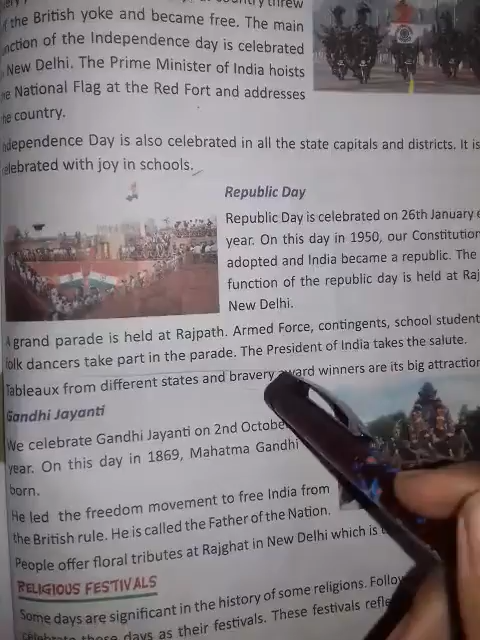 the British yoke and became free. The main
of the Independence day is celebrated
New Delhi. The Prime Minister of India hoists
National Flag at the Red Fort and addresses
country.
Independence Day is also celebrated in all the state capitals and districts. It is
celebrated with joy in schools.
Republic Day
Republic Day is celebrated on 26th January
year. On this day in 1950, our Constitution
adopted and India became a republic. The
function of the republic day is held at
New Delhi.
A grand parade is held at Rajpath. Armed Force, contingents, school student
folk dancers take part in the parade. The President of India takes the salute.
Tableaux from different states and bravery award winners are its big attraction
Gandhi Jayanti
We celebrate Gandhi Jayanti on 2nd October
year. On this day in 1869, Mahatma Gandhi
born.
He led the freedom movement to free India from
the British rule. He is called the Father of the Nation.
People offer floral tributes at Rajghat in New Delhi which is
RELIGIOUS FESTIVALS
Some days are significant in the history of some religions.
celebrate these days as their festivals. These festivals